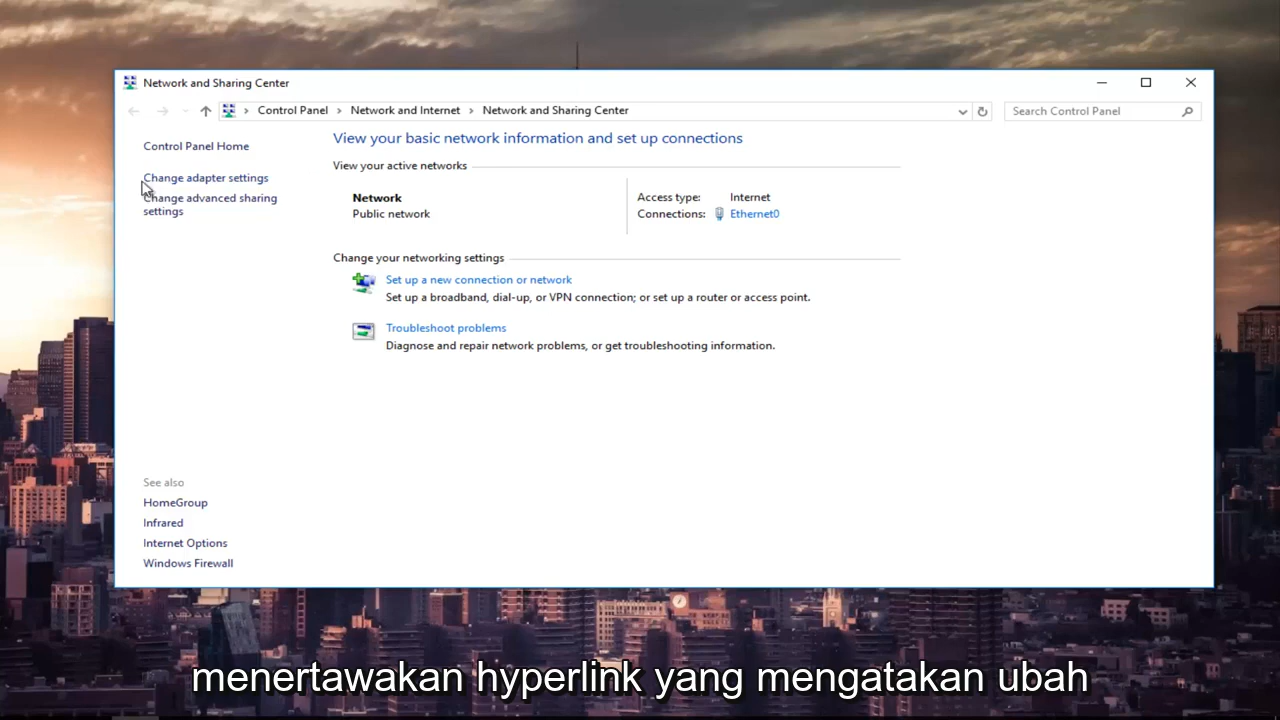 Network and Sharing Center
Control Panel > Network and Internet > Network and Sharing Center
Search Control Panel
Control Panel Home
Change adapter settings
Change advanced sharing
settings
View your basic network information and set up connections
View your active networks
Network
Public network
Access type: Internet
Connections: Ethernet0
Change your networking settings
Set up a new connection or network
Set up a broadband, dial-up, or VPN connection; or set up a router or access point.
Troubleshoot problems
Diagnose and repair network problems, or get troubleshooting information.
See also
HomeGroup
Infrared
Internet Options
Windows Firewall
menertawakan hyperlink yang mengatakan ubah